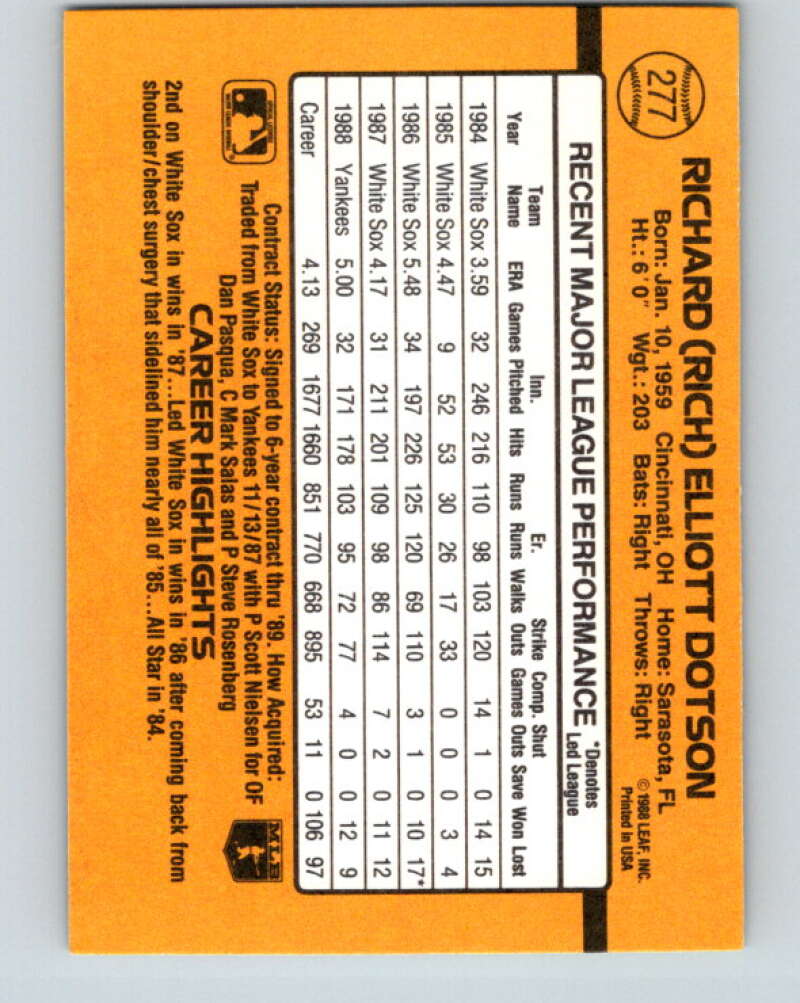 277
RICHARD (RICH) ELLIOTT DOTSON
Born: Jan. 10, 1959 Cincinnati, OH Home: Sarasota, FL
Ht.: 6'0" Wgt.: 203 Bats: Right Throws: Right
© 1988 LEAF, INC.
Printed in USA
RECENT MAJOR LEAGUE PERFORMANCE
*Denotes
Led League
Team Inn. Er. Strike Comp. Shut
Year Name ERA Games Pitched Hits Runs Runs Walks Outs Games Outs Save Won Lost
1984 White Sox 3.59 32 246 216 110 98 103 120 14 1 0 14 15
1985 White Sox 4.47 9 52 53 30 26 17 33 0 0 0 3 4
1986 White Sox 5.48 34 197 226 125 120 69 110 3 1 0 10 17*
1987 White Sox 4.17 31 211 201 109 98 86 114 7 2 0 11 12
1988 Yankees 5.00 32 171 178 103 95 72 77 4 0 0 12 9
Career 4.13 269 1677 1660 851 770 668 895 53 11 0 106 97
Contract Status: Signed to 6-year contract thru '89. How Acquired:
Traded from White Sox to Yankees 11/13/87 with P Scott Nielsen for OF
Dan Pasqua, C Mark Salas and P Steve Rosenberg
MLB
CAREER HIGHLIGHTS
2nd on White Sox in wins in '87...Led White Sox in wins in '86 after coming back from
shoulder/chest surgery that sidelined him nearly all of '85...All Star in '84.